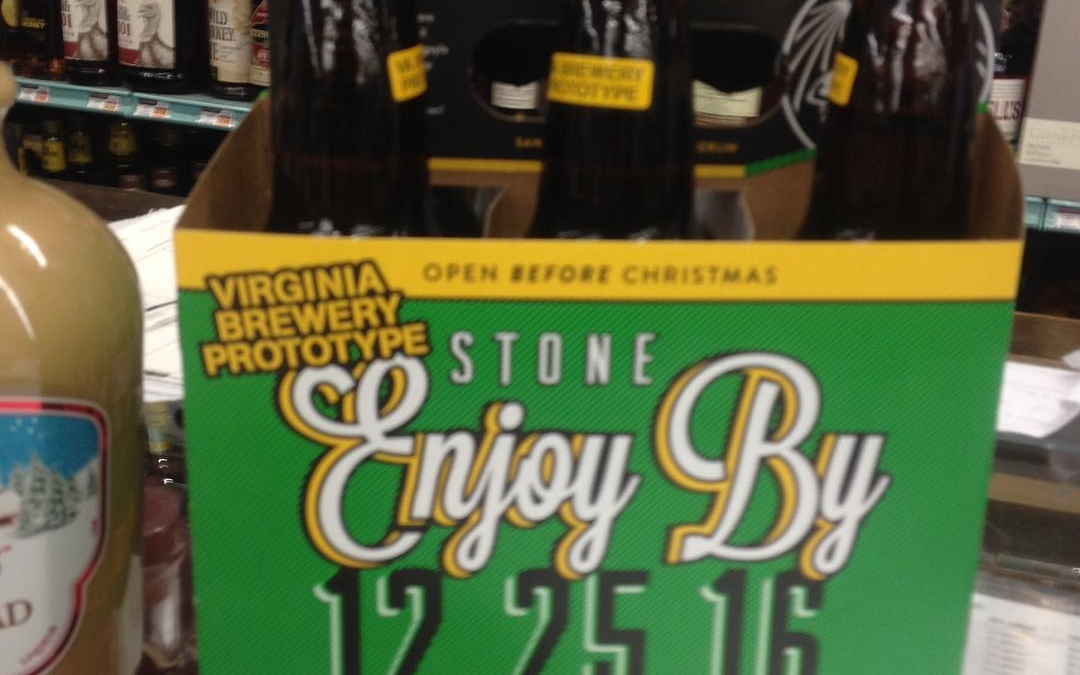 BREWERY
PROTOTYPE
OPEN BEFORE CHRISTMAS
VIRGINIA
BREWERY
PROTOTYPE
STONE
Enjoy By
12 25 16